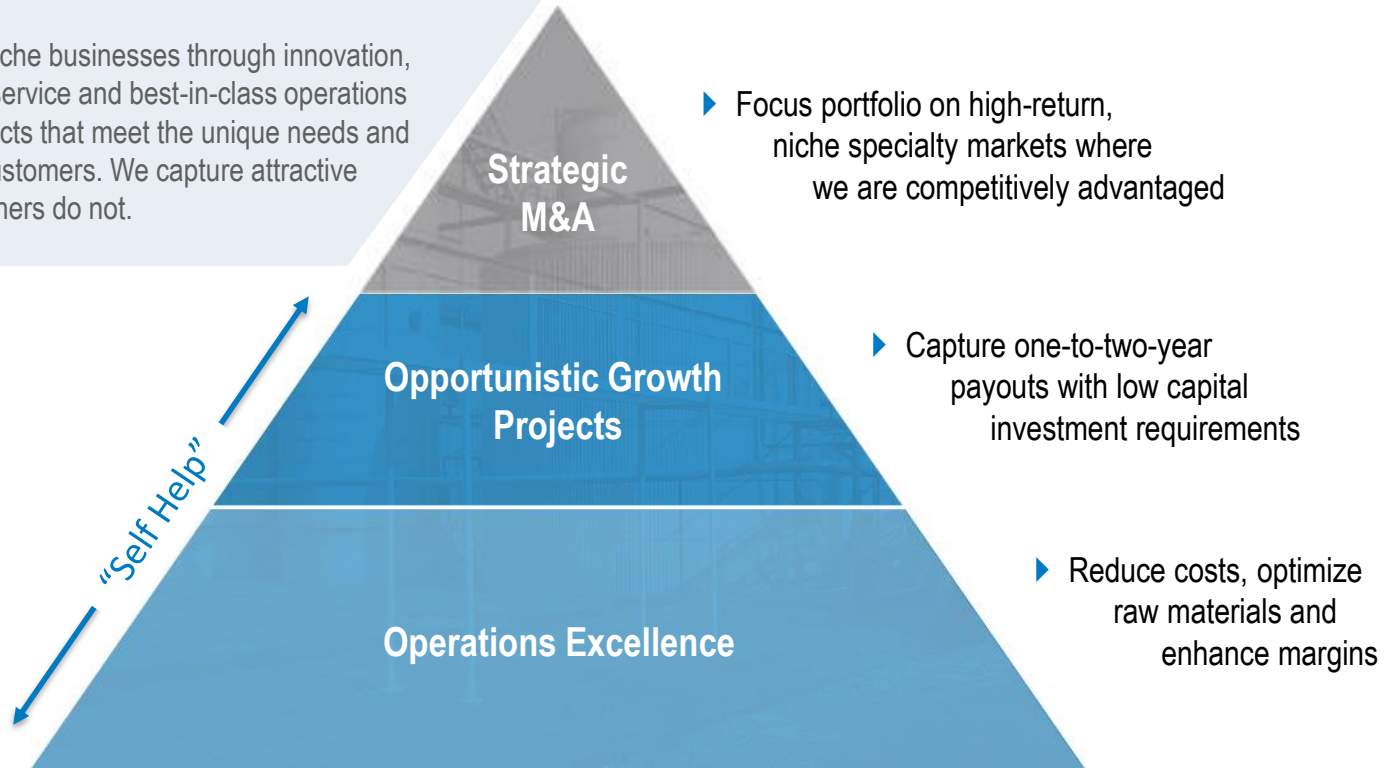 che businesses through innovation,
service and best-in-class operations
cts that meet the unique needs and
ustomers. We capture attractive
hers do not.
Strategic
M&A
Focus portfolio on high-return,
niche specialty markets where
we are competitively advantaged
Opportunistic Growth
Projects
Capture one-to-two-year
payouts with low capital
investment requirements
"Self Help"
Operations Excellence
Reduce costs, optimize
raw materials and
enhance margins